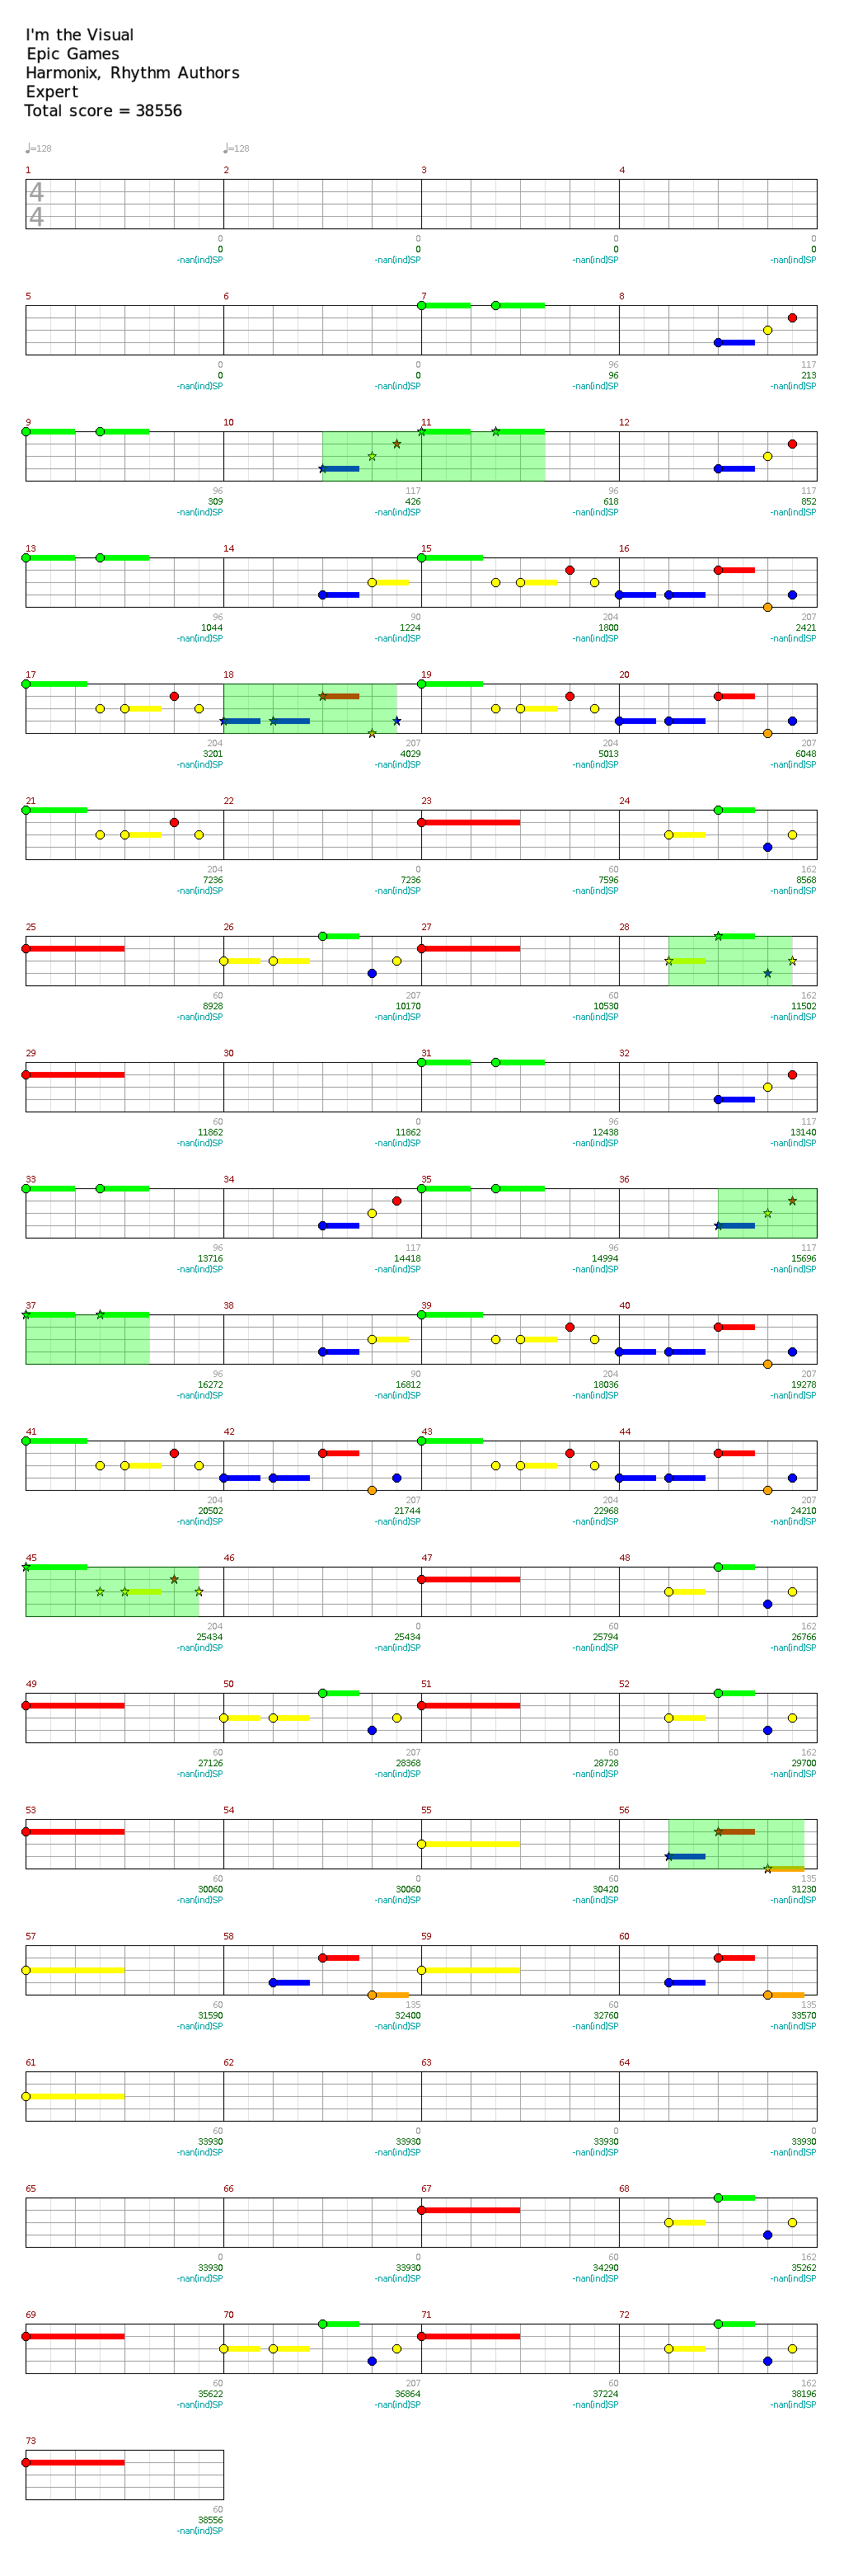 I'm the Visual
Epic Games
Harmonix, Rhythm Authors
Expert
Total score = 38556
♩=128 ♩=128
1 2 3 4
4
4
0 0 0 0
0 0 0 0
-nan(ind)SP -nan(ind)SP -nan(ind)SP -nan(ind)SP
5 6 7 8
0 0 96 117
0 0 96 213
-nan(ind)SP -nan(ind)SP -nan(ind)SP -nan(ind)SP
9 10 11 12
96 117 96 117
309 426 618 852
-nan(ind)SP -nan(ind)SP -nan(ind)SP -nan(ind)SP
13 14 15 16
96 90 204 207
1044 1224 1800 2421
-nan(ind)SP -nan(ind)SP -nan(ind)SP -nan(ind)SP
17 18 19 20
204 207 204 207
3201 4029 5013 6048
-nan(ind)SP -nan(ind)SP -nan(ind)SP -nan(ind)SP
21 22 23 24
204 0 60 162
7236 7236 7596 8568
-nan(ind)SP -nan(ind)SP -nan(ind)SP -nan(ind)SP
25 26 27 28
60 207 60 162
8928 10170 10530 11502
-nan(ind)SP -nan(ind)SP -nan(ind)SP -nan(ind)SP
29 30 31 32
60 0 96 117
11862 11862 12438 13140
-nan(ind)SP -nan(ind)SP -nan(ind)SP -nan(ind)SP
33 34 35 36
96 117 96 117
13716 14418 14994 15696
-nan(ind)SP -nan(ind)SP -nan(ind)SP -nan(ind)SP
37 38 39 40
96 90 204 207
16272 16812 18036 19278
-nan(ind)SP -nan(ind)SP -nan(ind)SP -nan(ind)SP
41 42 43 44
204 207 204 207
20502 21744 22968 24210
-nan(ind)SP -nan(ind)SP -nan(ind)SP -nan(ind)SP
45 46 47 48
204 0 60 162
25434 25434 25794 26766
-nan(ind)SP -nan(ind)SP -nan(ind)SP -nan(ind)SP
49 50 51 52
60 207 60 162
27126 28368 28728 29700
-nan(ind)SP -nan(ind)SP -nan(ind)SP -nan(ind)SP
53 54 55 56
60 0 60 135
30060 30060 30420 31230
-nan(ind)SP -nan(ind)SP -nan(ind)SP -nan(ind)SP
57 58 59 60
60 135 60 135
31590 32400 32760 33570
-nan(ind)SP -nan(ind)SP -nan(ind)SP -nan(ind)SP
61 62 63 64
60 0 0 0
33930 33930 33930 33930
-nan(ind)SP -nan(ind)SP -nan(ind)SP -nan(ind)SP
65 66 67 68
0 0 60 162
33930 33930 34290 35262
-nan(ind)SP -nan(ind)SP -nan(ind)SP -nan(ind)SP
69 70 71 72
60 207 60 162
35622 36864 37224 38196
-nan(ind)SP -nan(ind)SP -nan(ind)SP -nan(ind)SP
73
60
38556
-nan(ind)SP